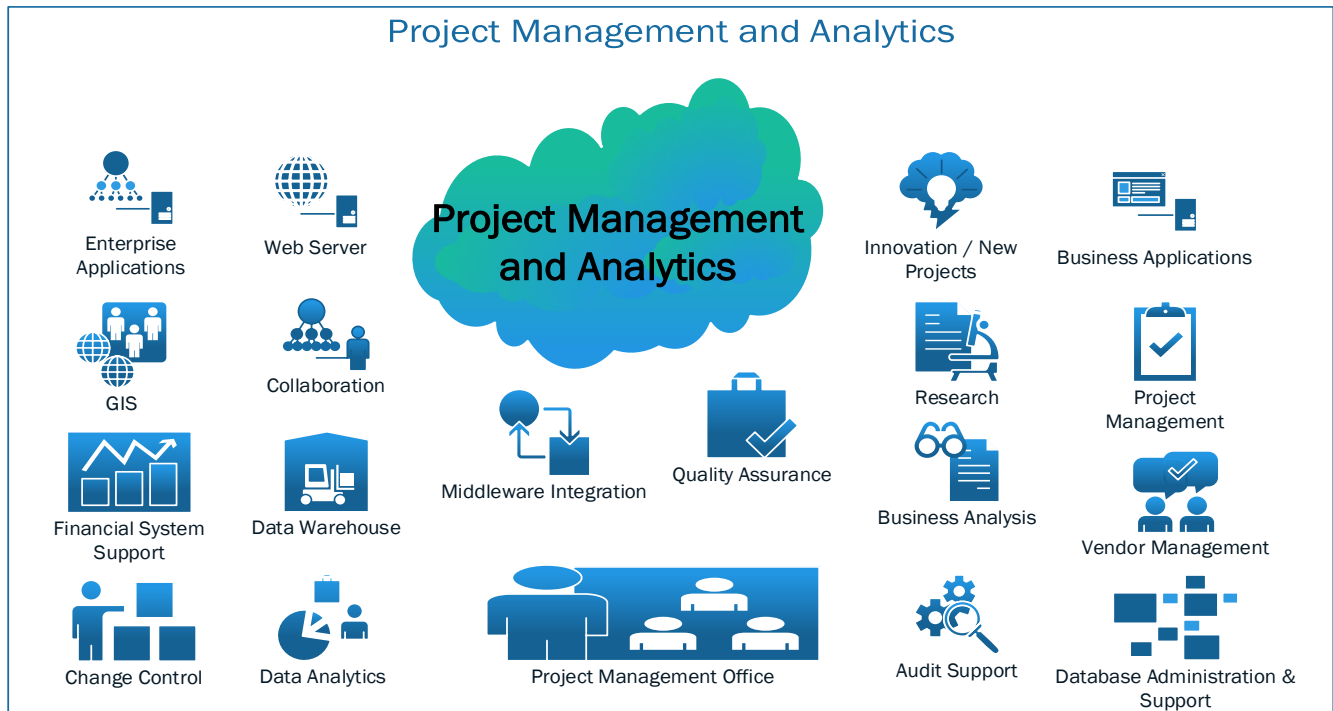 Project Management and Analytics
Project Management
and Analytics
Enterprise
Applications
Web Server
Innovation / New
Projects
Business Applications
GIS
Collaboration
Research
Project
Management
Financial System
Support
Data Warehouse
Middleware Integration
Quality Assurance
Business Analysis
Vendor Management
Change Control
Data Analytics
Project Management Office
Audit Support
Database Administration &
Support